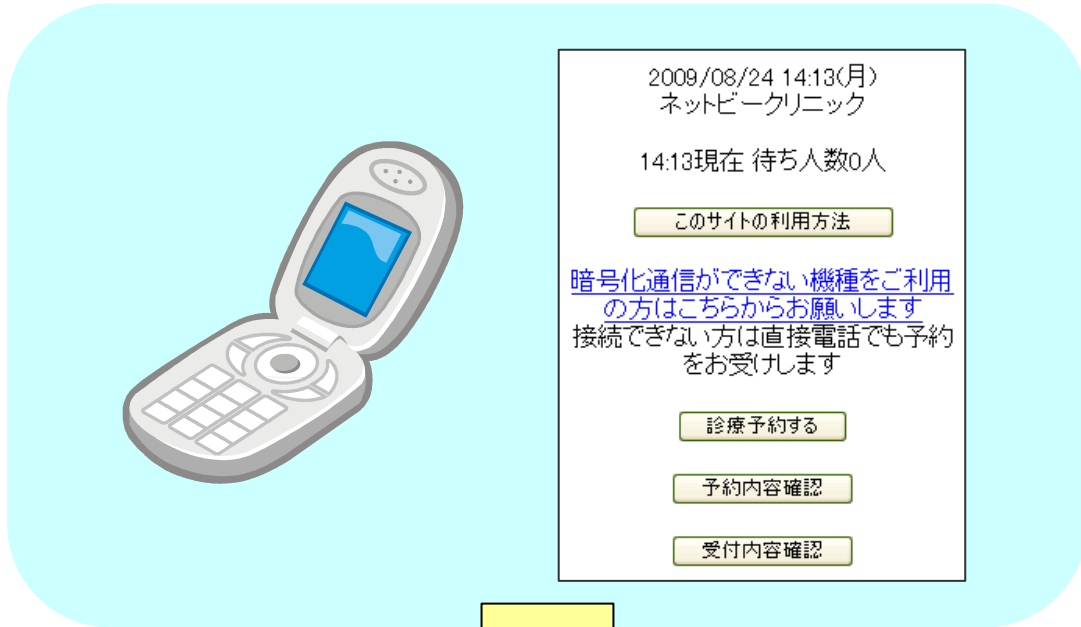 2009/08/24 14:13(月)
ネットビークリニック
14:13現在 待ち人数0人
このサイトの利用方法
暗号化通信ができない機種をご利用
の方はこちらからお願いします
接続できない方は直接電話でも予約
をお受けします
診療予約する
予約内容確認
受付内容確認